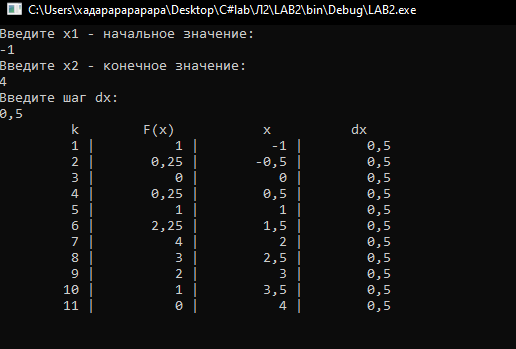 C:\Users\хадарарарарара\Desktop\C#lab\Л2\LAB2\bin\Debug\LAB2.exe
Введите x1 - начальное значение:
-1
Введите x2 - конечное значение:
4
Введите шаг dx:
0,5
k F(x) x dx
1 | 1 | -1 | 0,5
2 | 0,25 | -0,5 | 0,5
3 | 0 | 0 | 0,5
4 | 0,25 | 0,5 | 0,5
5 | 1 | 1 | 0,5
6 | 2,25 | 1,5 | 0,5
7 | 4 | 2 | 0,5
8 | 3 | 2,5 | 0,5
9 | 2 | 3 | 0,5
10 | 1 | 3,5 | 0,5
11 | 0 | 4 | 0,5